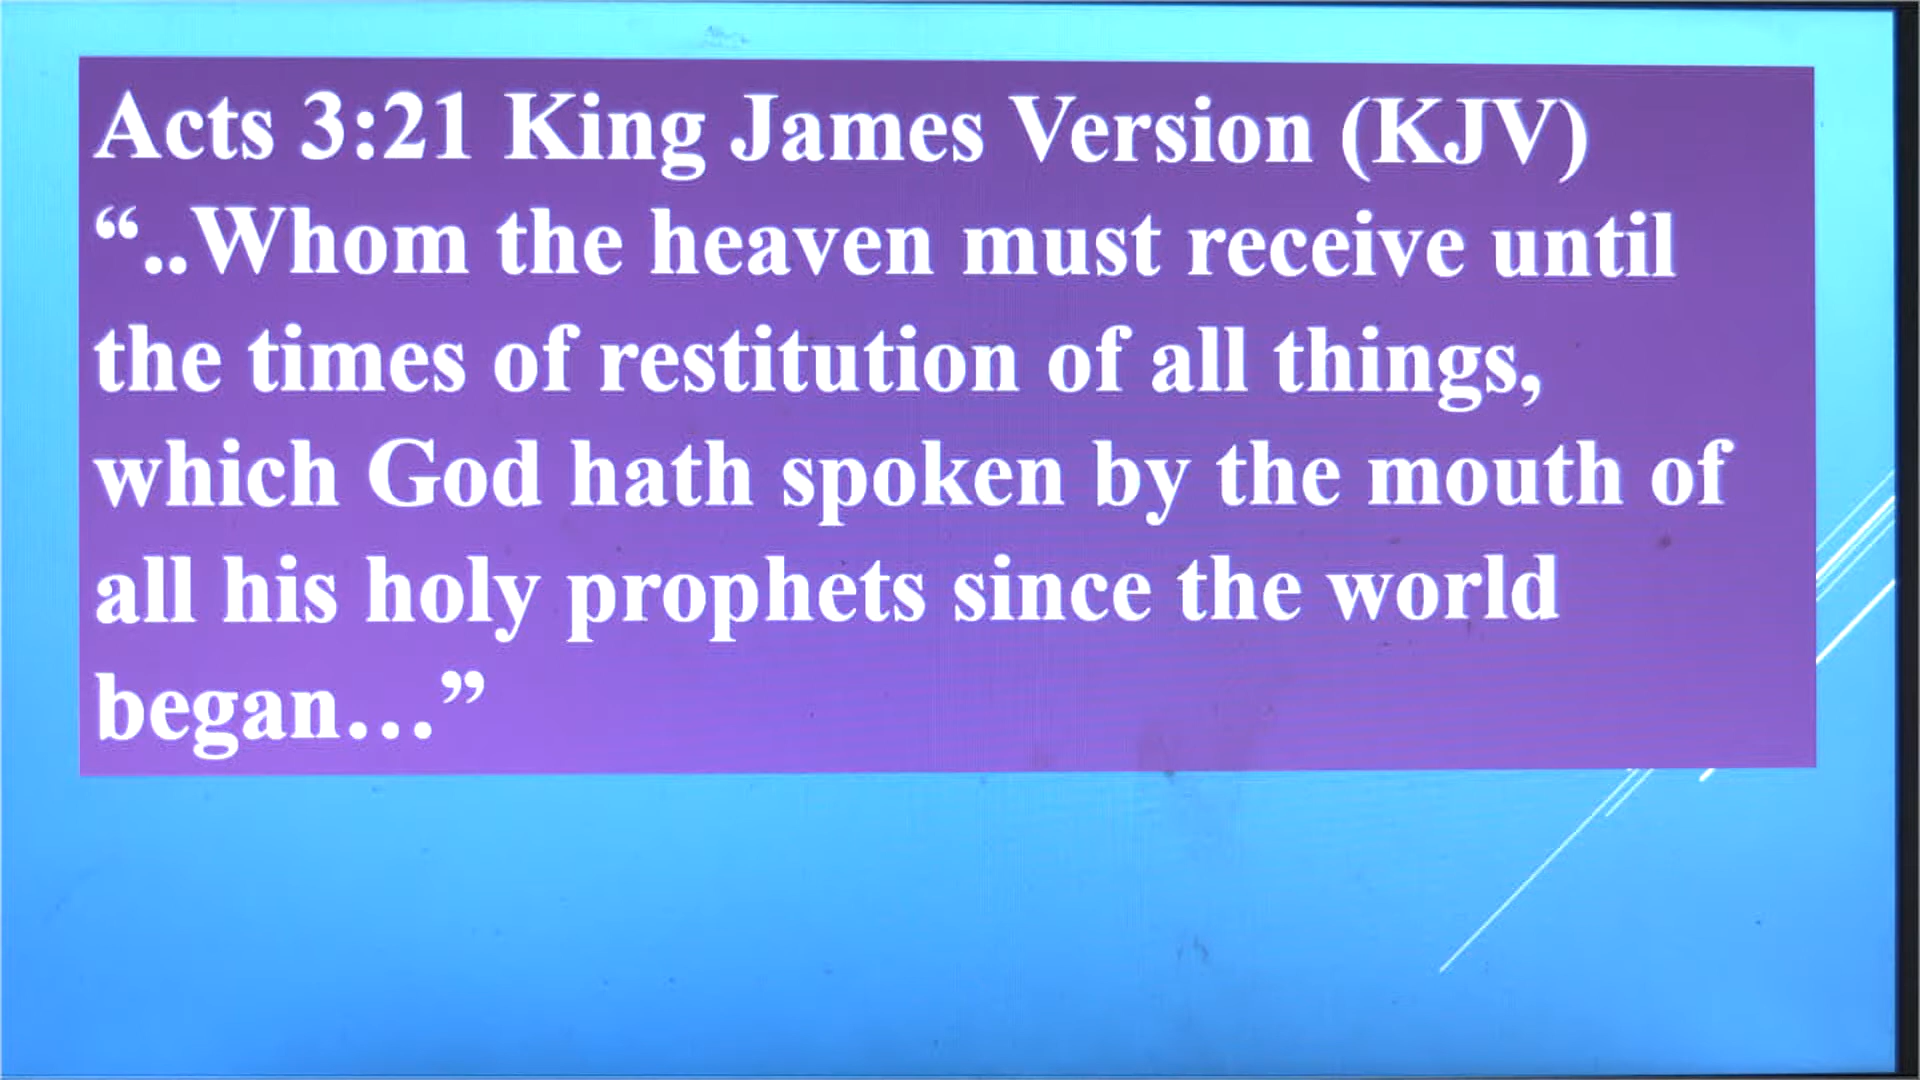 Acts 3:21 King James Version (KJV)
“..Whom the heaven must receive until
the times of restitution of all things,
which God hath spoken by the mouth of
all his holy prophets since the world
began…”